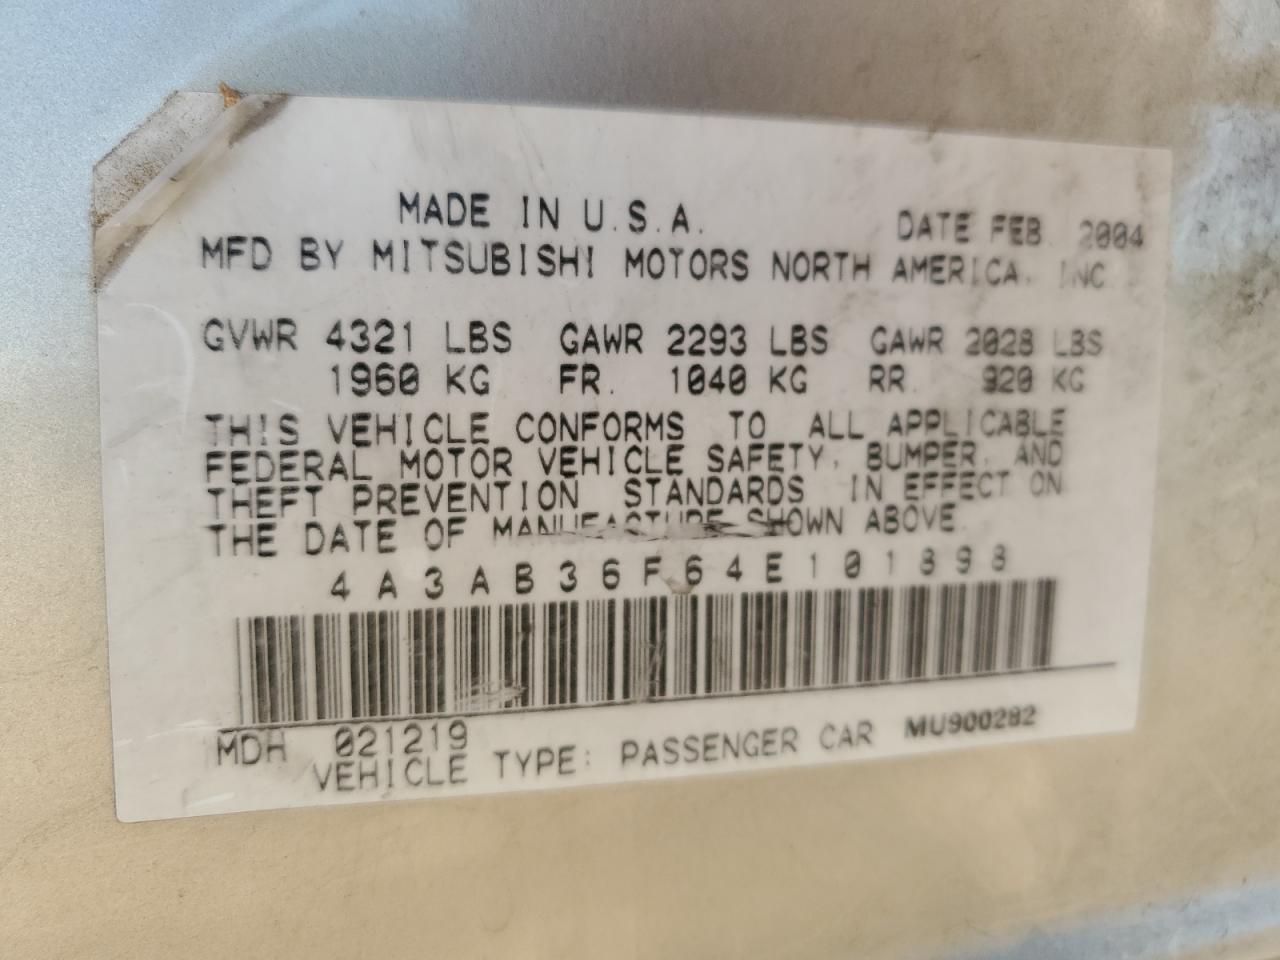 MADE IN U.S.A.
DATE FEB. 2004
MFD BY MITSUBISHI MOTORS NORTH AMERICA, INC.
GVWR 4321 LBS GAWR 2293 LBS GAWR 2028 LBS
1960 KG FR. 1040 KG RR. 920 KG
THIS VEHICLE CONFORMS TO ALL APPLICABLE
FEDERAL MOTOR VEHICLE SAFETY, BUMPER, AND
THEFT PREVENTION STANDARDS IN EFFECT ON
THE DATE OF MANUFACTURE SHOWN ABOVE.
4A3AB36F64E101898
MDH 021219
VEHICLE TYPE: PASSENGER CAR MU900282